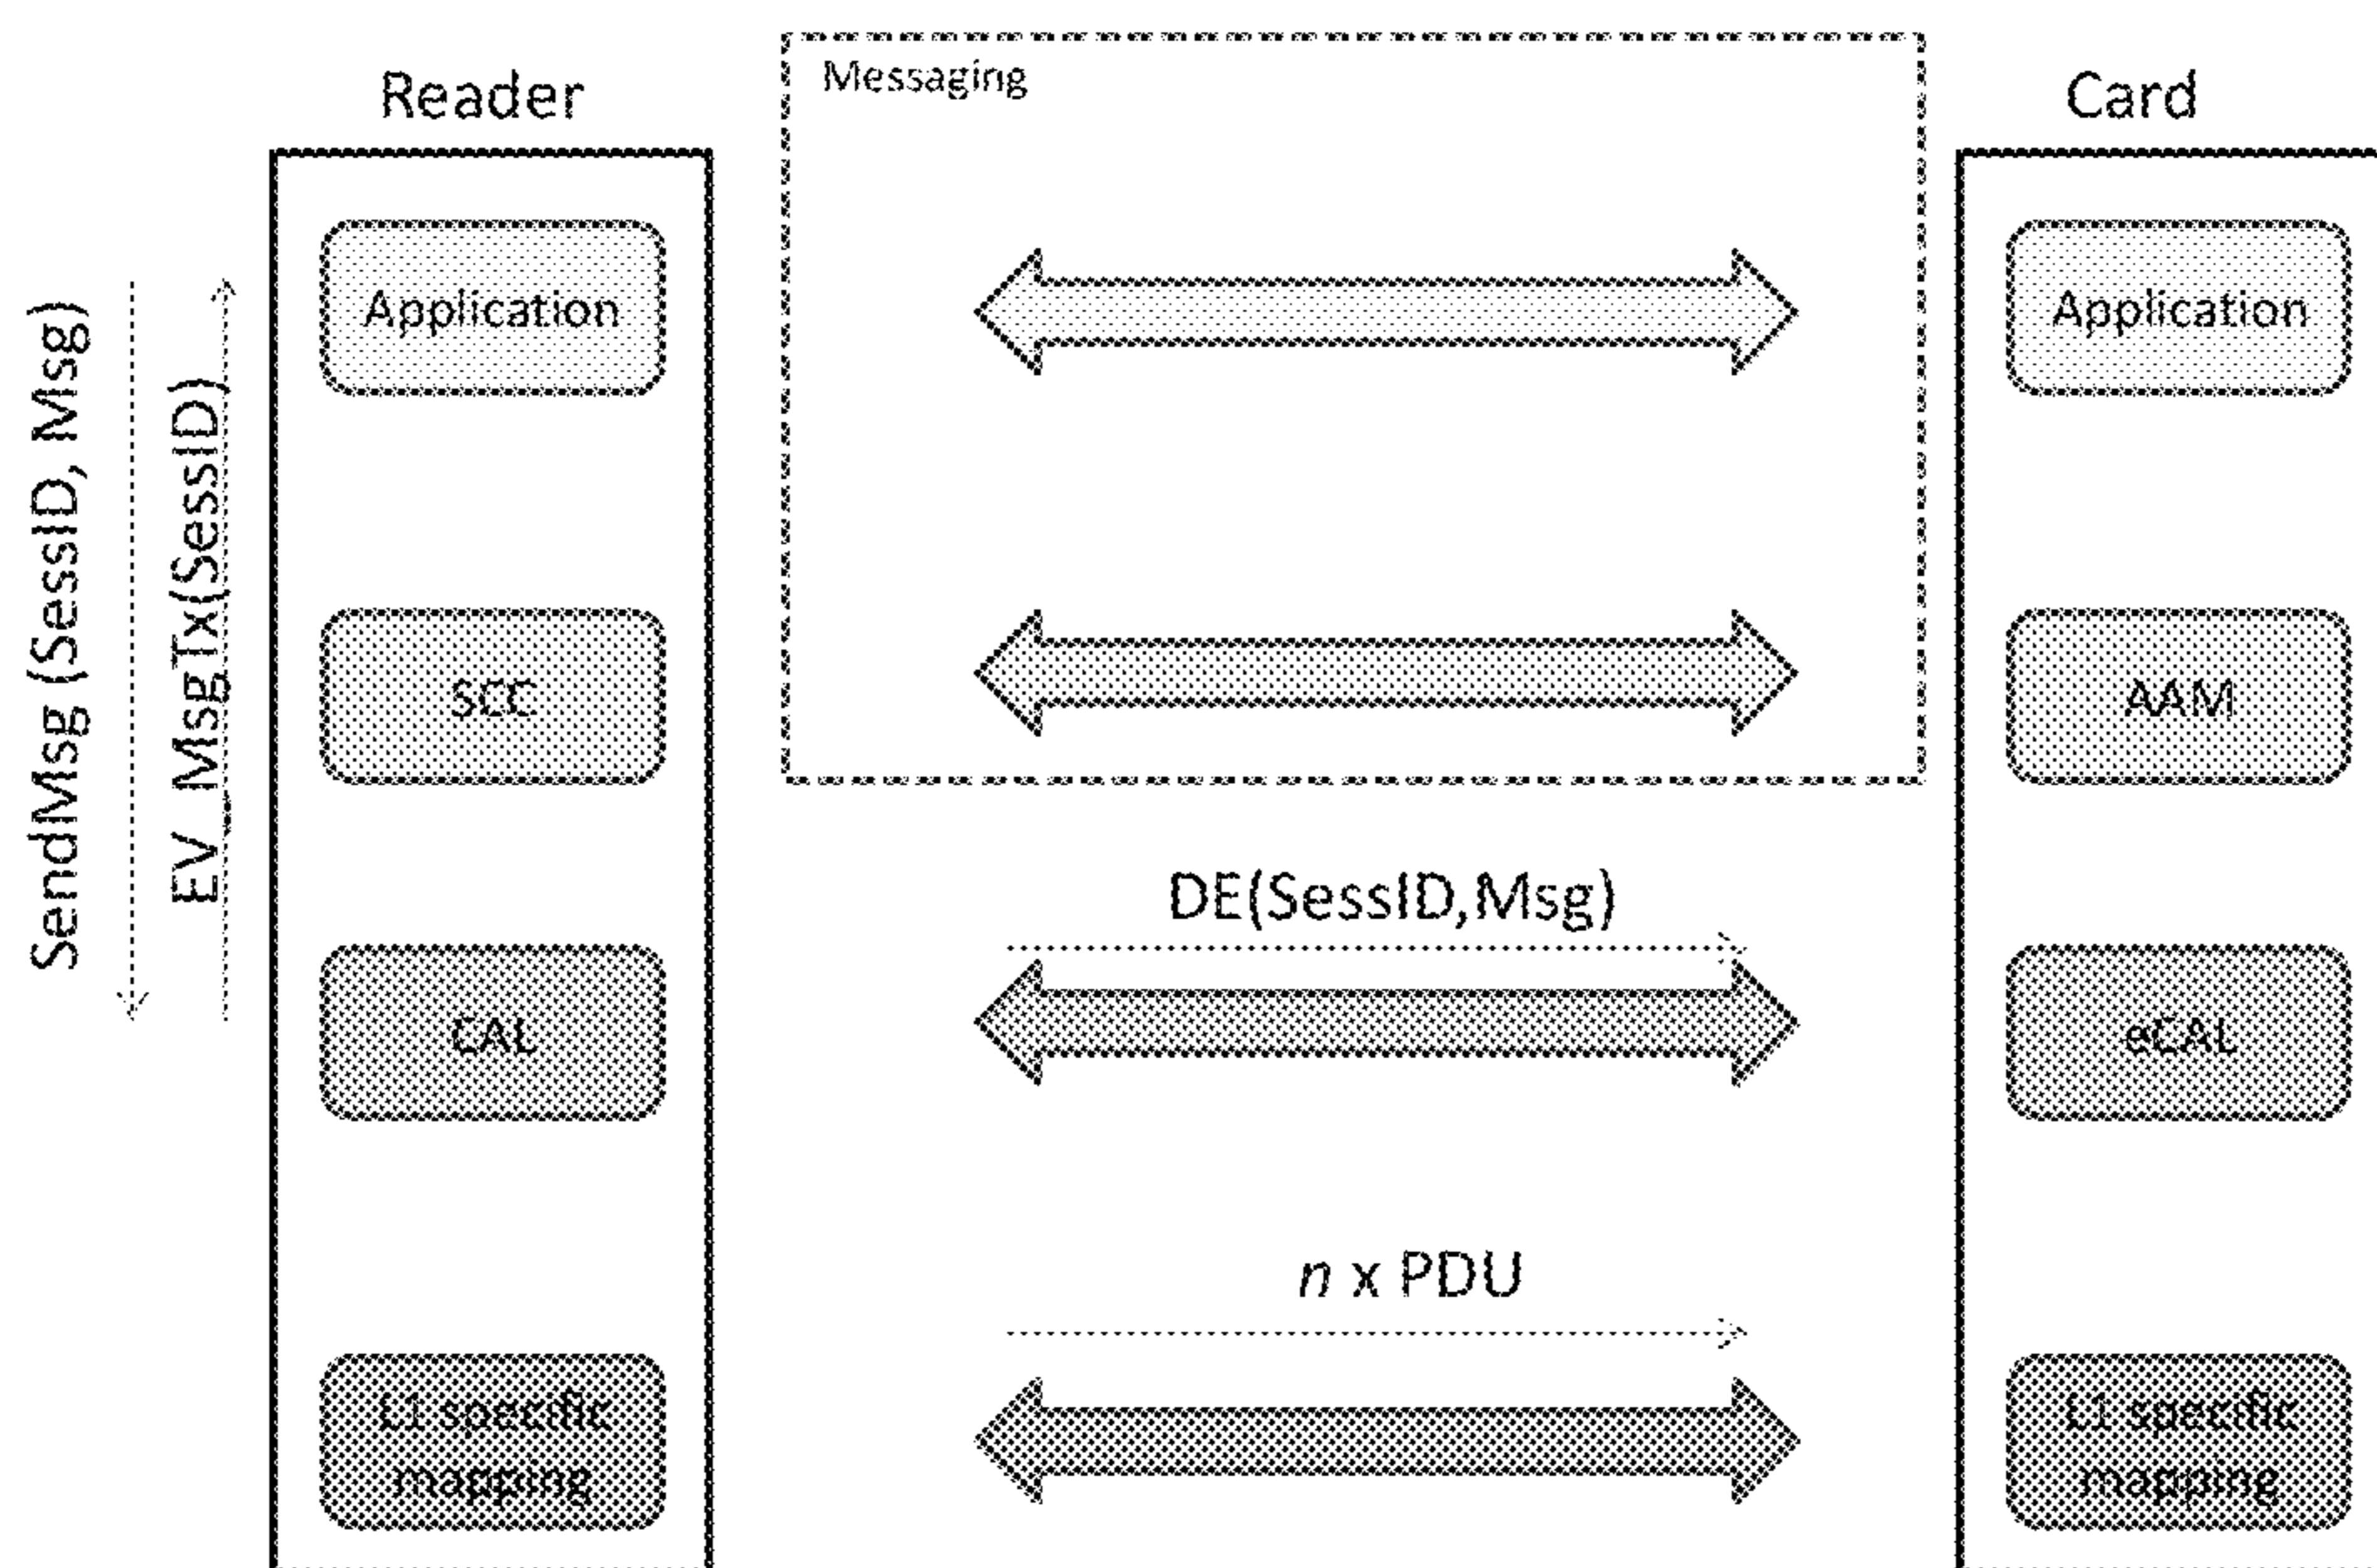 Messaging
Reader
Card
SendMsg (SessID, Msg)
EV_MsgTx(SessID)
Application
Application
SCC
AAM
DE(SessID,Msg)
CAL
eCAL
n x PDU
L1 specific
mapping
L1 specific
mapping